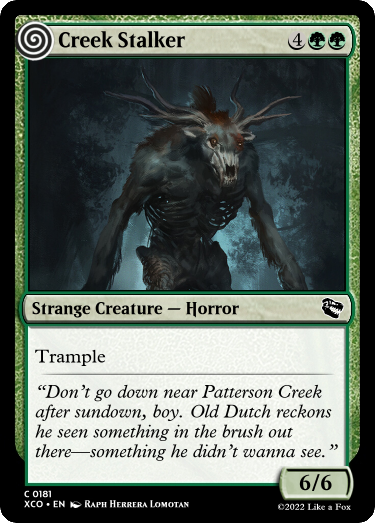 Creek Stalker 4
Strange Creature — Horror
Trample
“Don’t go down near Patterson Creek
after sundown, boy. Old Dutch reckons
he seen something in the brush out
there—something he didn’t wanna see.”
6/6
C 0181
XCO • EN Raph Herrera Lomotan
©2022 Like a Fox